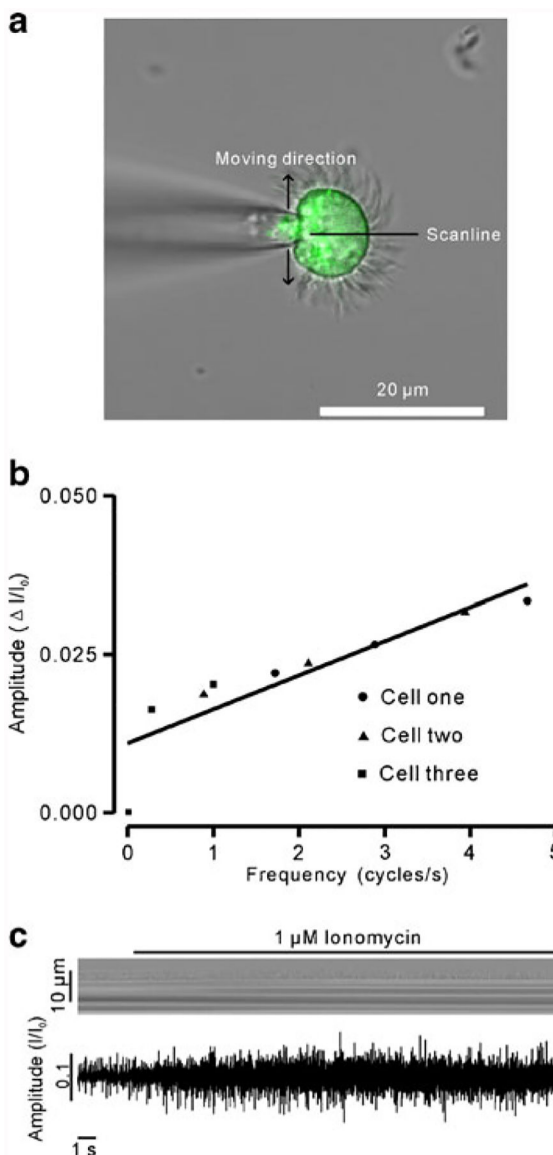 a
Moving direction
Scanline
20 µm
b
Amplitude (Δ I/I₀)
0.050
0.025
0.000
Cell one
Cell two
Cell three
0 1 2 3 4 5
Frequency (cycles/s)
c
1 µM Ionomycin
10 µm
Amplitude (I/I₀)
0.1
1 s